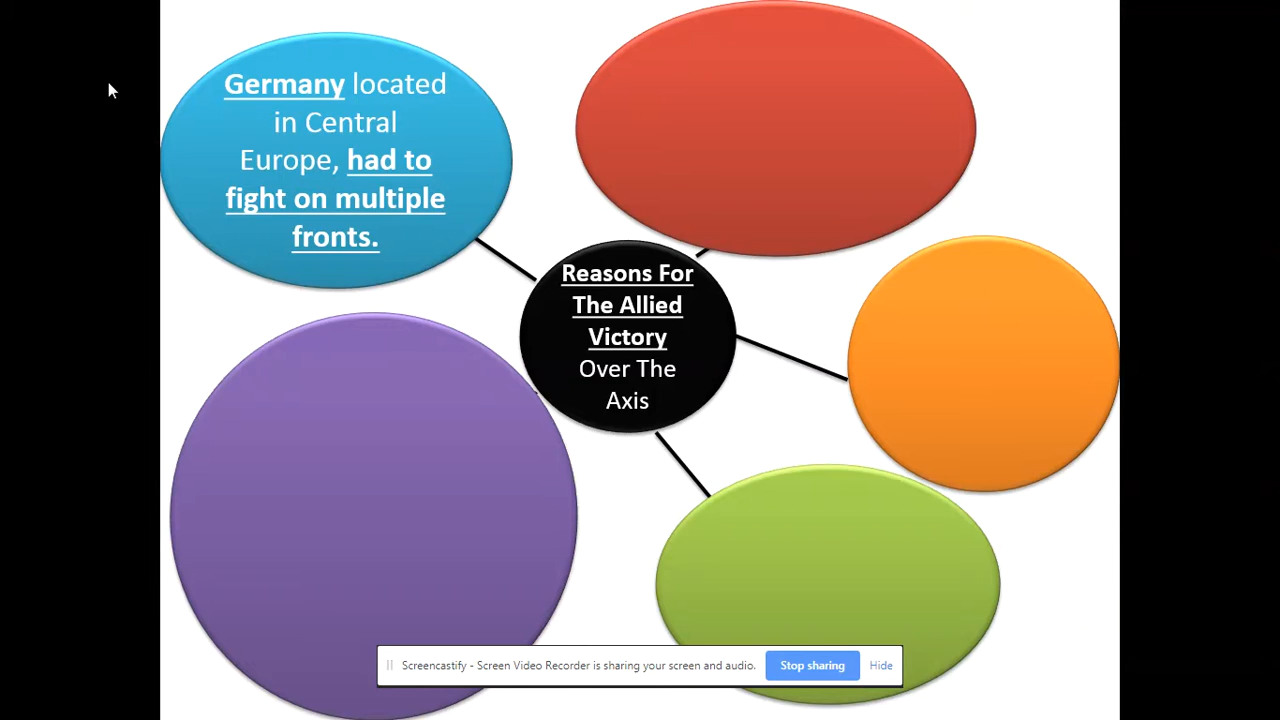 Germany located
in Central
Europe, had to
fight on multiple
fronts.
Reasons For
The Allied
Victory
Over The
Axis
Screencastify - Screen Video Recorder is sharing your screen and audio. Stop sharing Hide